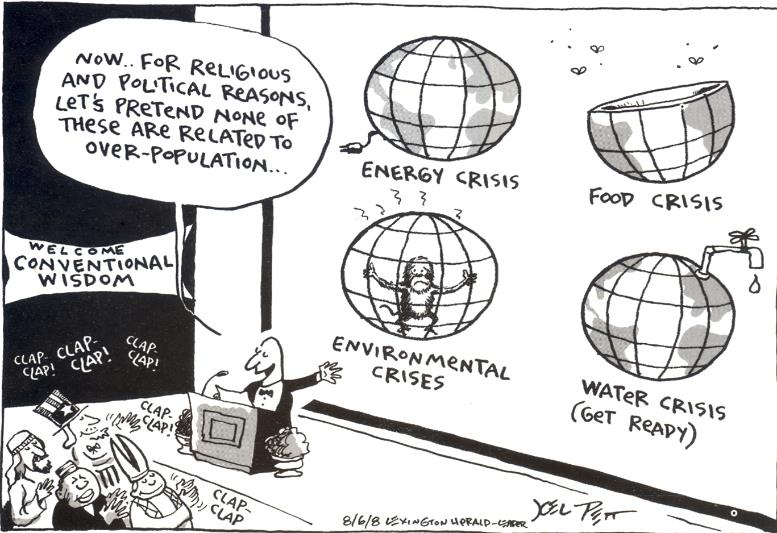 NOW.. FOR RELIGIOUS
AND POLITICAL REASONS,
LET'S PRETEND NONE OF
THESE ARE RELATED TO
OVER-POPULATION...
ENERGY CRISIS
FOOD CRISIS
WELCOME
CONVENTIONAL
WISDOM
ENVIRONMENTAL
CRISES
WATER CRISIS
(GET READY)
CLAP-
CLAP!
CLAP-
CLAP!
CLAP-
CLAP!
CLAP-
CLAP!
CLAP-
CLAP
8/6/8 LEXINGTON HERALD-LEADER
JOEL PETT